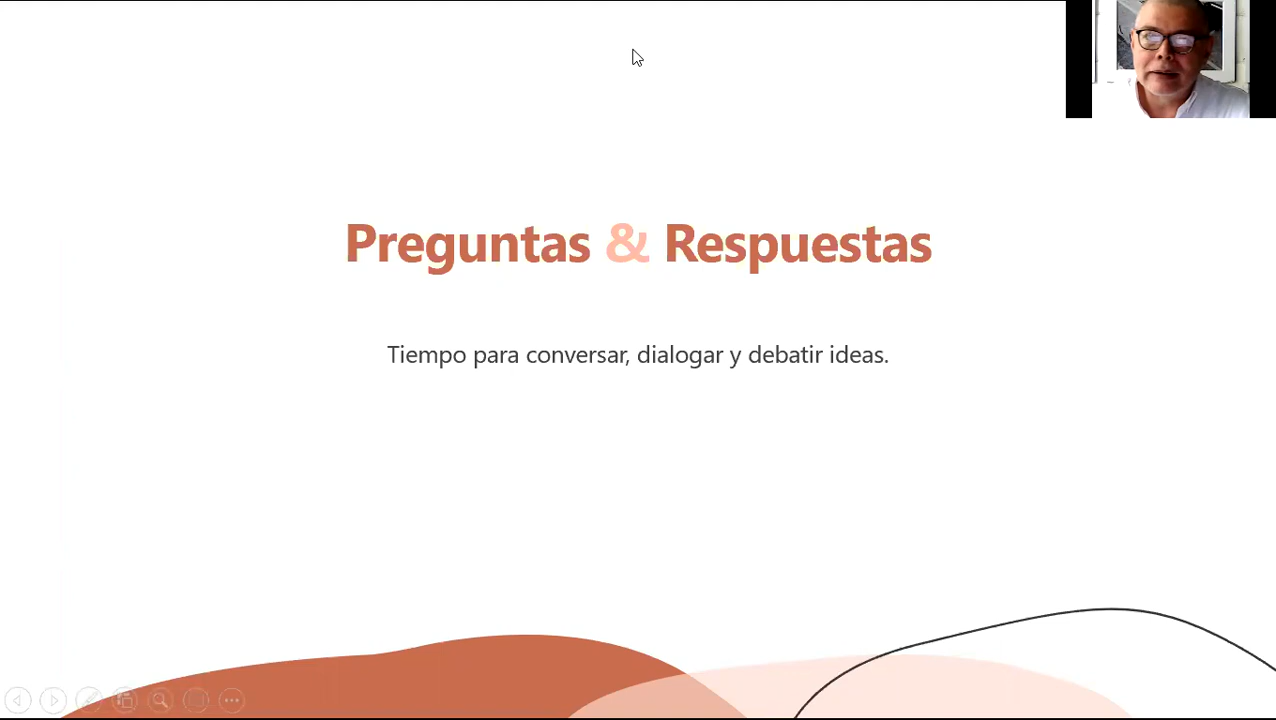 Preguntas & Respuestas
Tiempo para conversar, dialogar y debatir ideas.